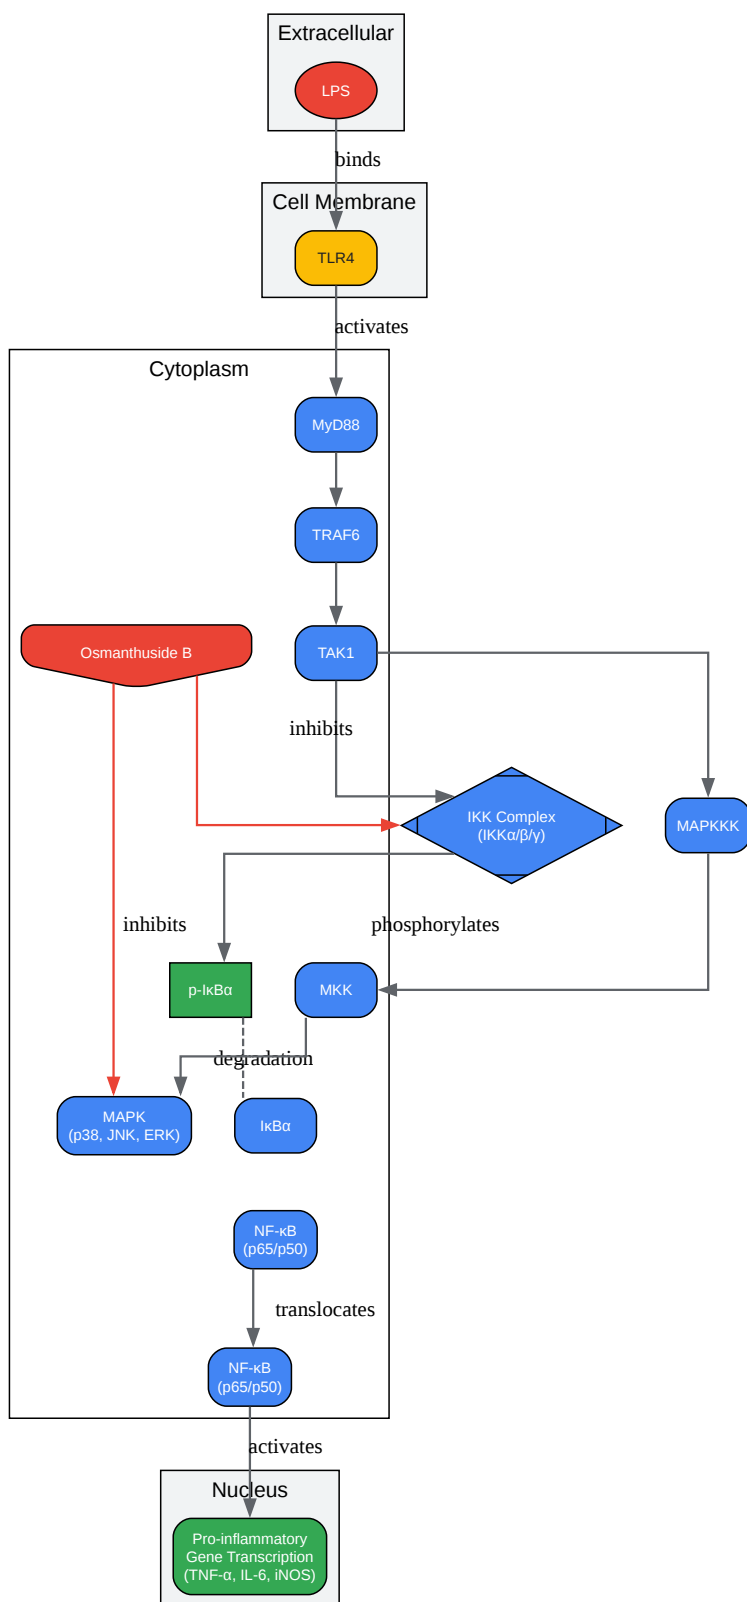 Extracellular
LPS
binds
Cell Membrane
TLR4
activates
Cytoplasm
MyD88
TRAF6
Osmanthuside B
TAK1
inhibits
IKK Complex
(IKKα/β/γ)
MAPKKK
inhibits
phosphorylates
p-IκBα
MKK
degradation
MAPK
(p38, JNK, ERK)
IκBα
NF-κB
(p65/p50)
translocates
NF-κB
(p65/p50)
activates
Nucleus
Pro-inflammatory
Gene Transcription
(TNF-α, IL-6, iNOS)